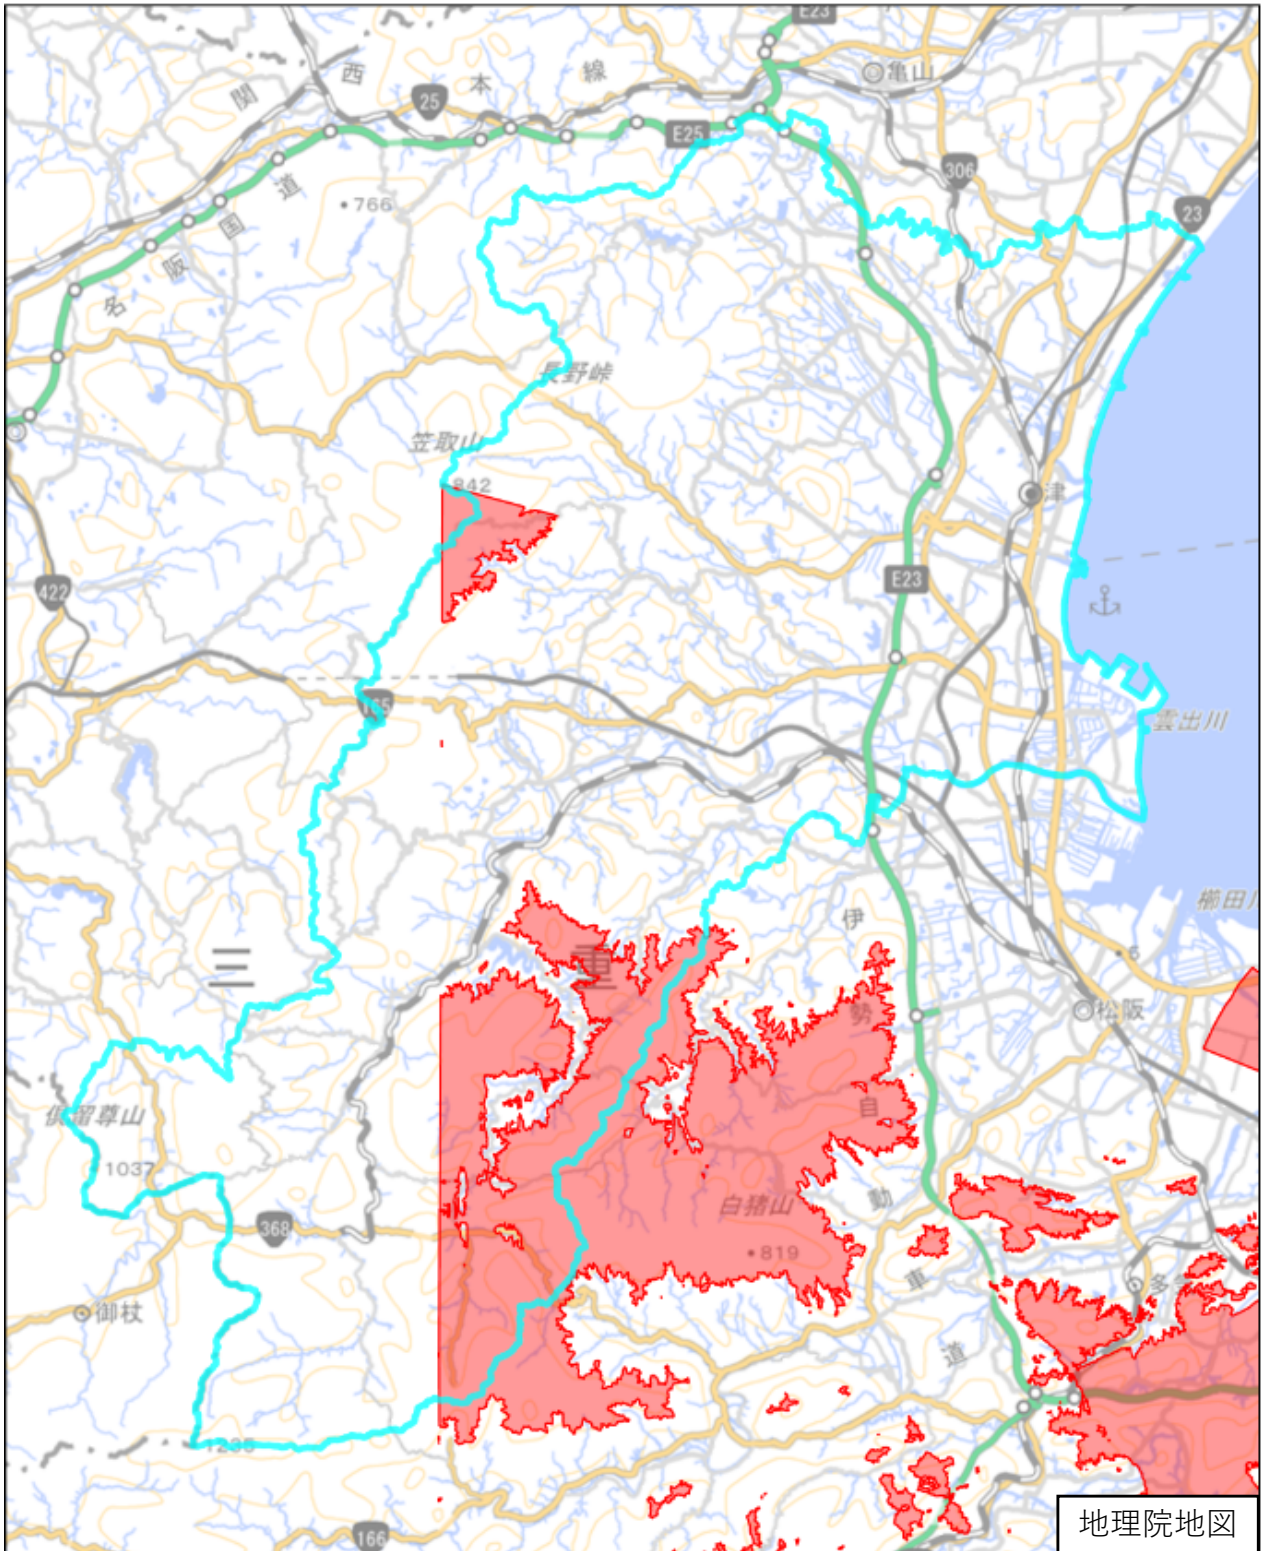 E23
亀山
関
西
本
線
25
E25
306
道
766
国
23
阪
名
長野峠
笠取山
842
津
422
E23
雲出川
伊
櫛田
三
重
6
勢
松阪
倶留尊山
自
1037
動
白猪山
368
819
車
多
御杖
道
1235
166
地理院地図